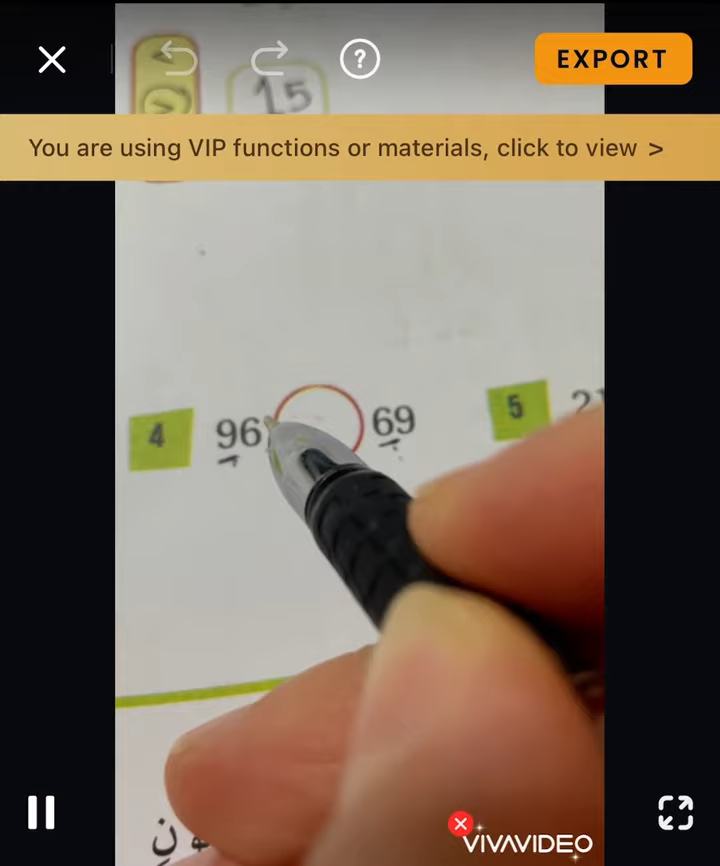 ?
EXPORT
15
You are using VIP functions or materials, click to view >
4 96 69 5
VIVAVIDEO